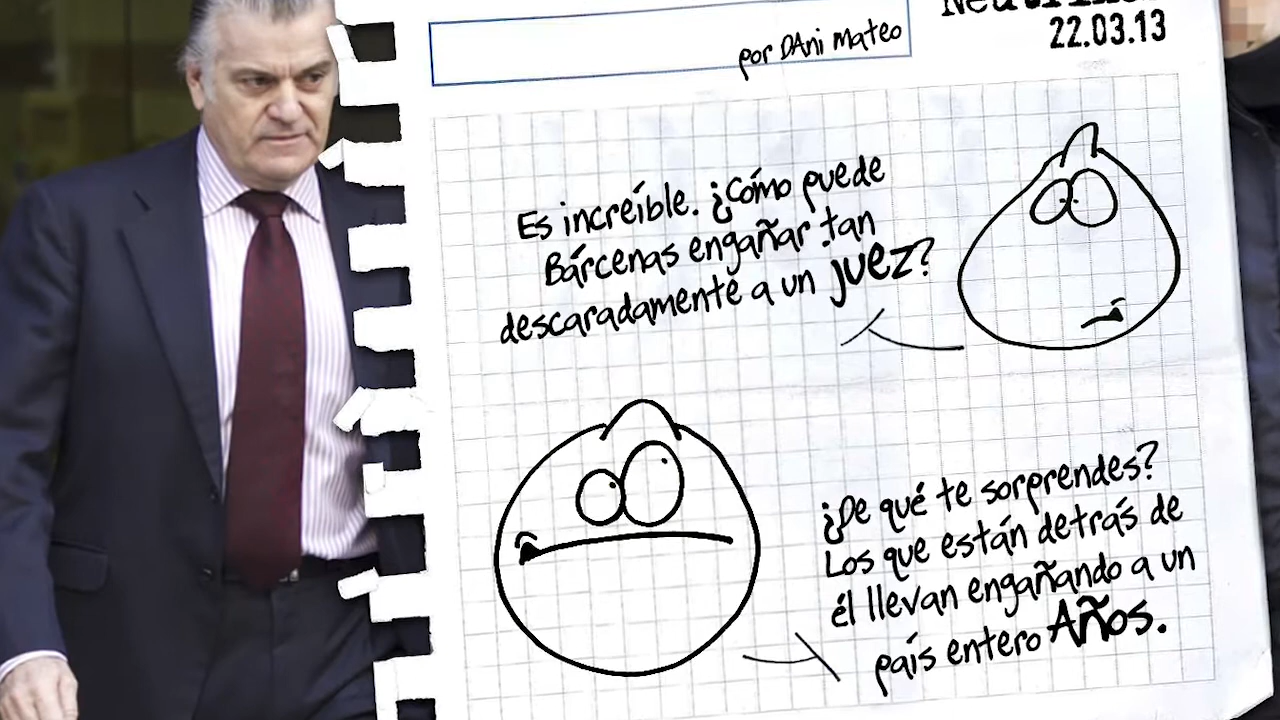 22.03.13
por DAni Mateo
Es increíble. ¿Cómo puede
Bárcenas engañar tan
descaradamente a un juez?
¿De qué te sorprendes?
Los que están detrás de
él llevan engañando a un
país entero Años.